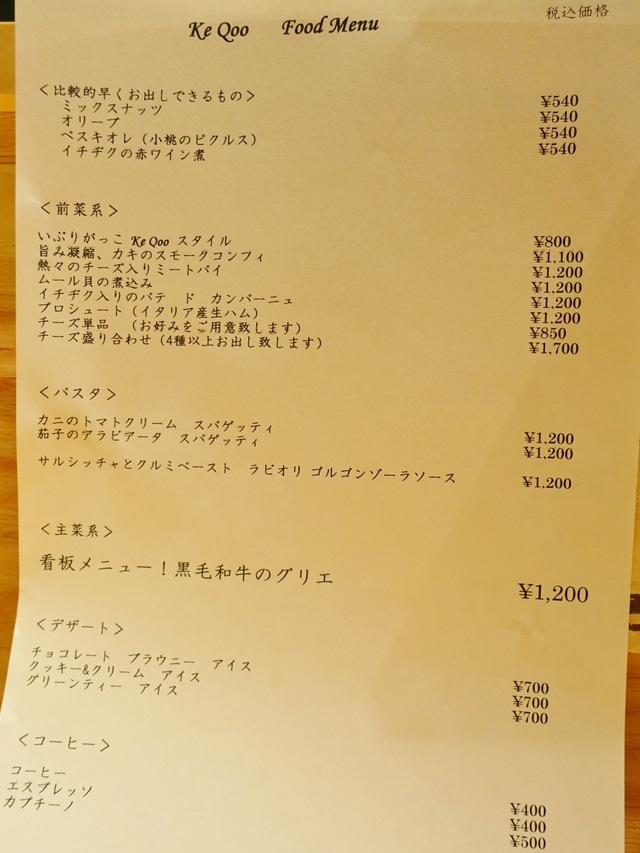 税込価格
Ke Qoo Food Menu
＜比較的早くお出しできるもの＞
ミックスナッツ ¥540
オリーブ ¥540
ペスキオレ（小桃のピクルス） ¥540
イチヂクの赤ワイン煮 ¥540
＜前菜系＞
いぶりがっこ Ke Qoo スタイル ¥800
旨み凝縮、カキのスモークコンフィ ¥1,100
熱々のチーズ入りミートパイ ¥1,200
ムール貝の煮込み ¥1,200
イチヂク入りのパテ ド カンパーニュ ¥1,200
プロシュート（イタリア産生ハム） ¥1,200
チーズ単品 （お好みをご用意致します） ¥850
チーズ盛り合わせ（4種以上お出し致します） ¥1,700
＜パスタ＞
カニのトマトクリーム スパゲッティ ¥1,200
茄子のアラビアータ スパゲッティ ¥1,200
サルシッチャとクルミペースト ラビオリ ゴルゴンゾーラソース ¥1,200
＜主菜系＞
看板メニュー！黒毛和牛のグリエ ¥1,200
＜デザート＞
チョコレート ブラウニー アイス ¥700
クッキー&クリーム アイス ¥700
グリーンティー アイス ¥700
＜コーヒー＞
コーヒー ¥400
エスプレッソ ¥400
カプチーノ ¥500